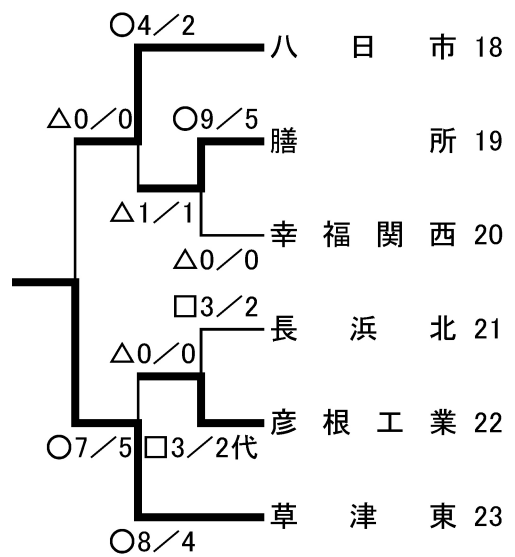 ○4／2
八日市 18
△0／0
○9／5
膳所 19
△1／1
幸福関西 20
△0／0
□3／2
長浜北 21
△0／0
彦根工業 22
○7／5
□3／2代
草津東 23
○8／4